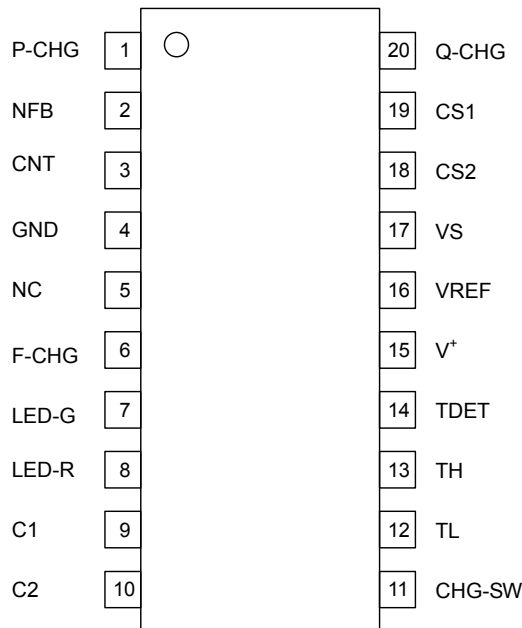 P-CHG 1 20 Q-CHG
NFB 2 19 CS1
CNT 3 18 CS2
GND 4 17 VS
NC 5 16 VREF
F-CHG 6 15 V⁺
LED-G 7 14 TDET
LED-R 8 13 TH
C1 9 12 TL
C2 10 11 CHG-SW